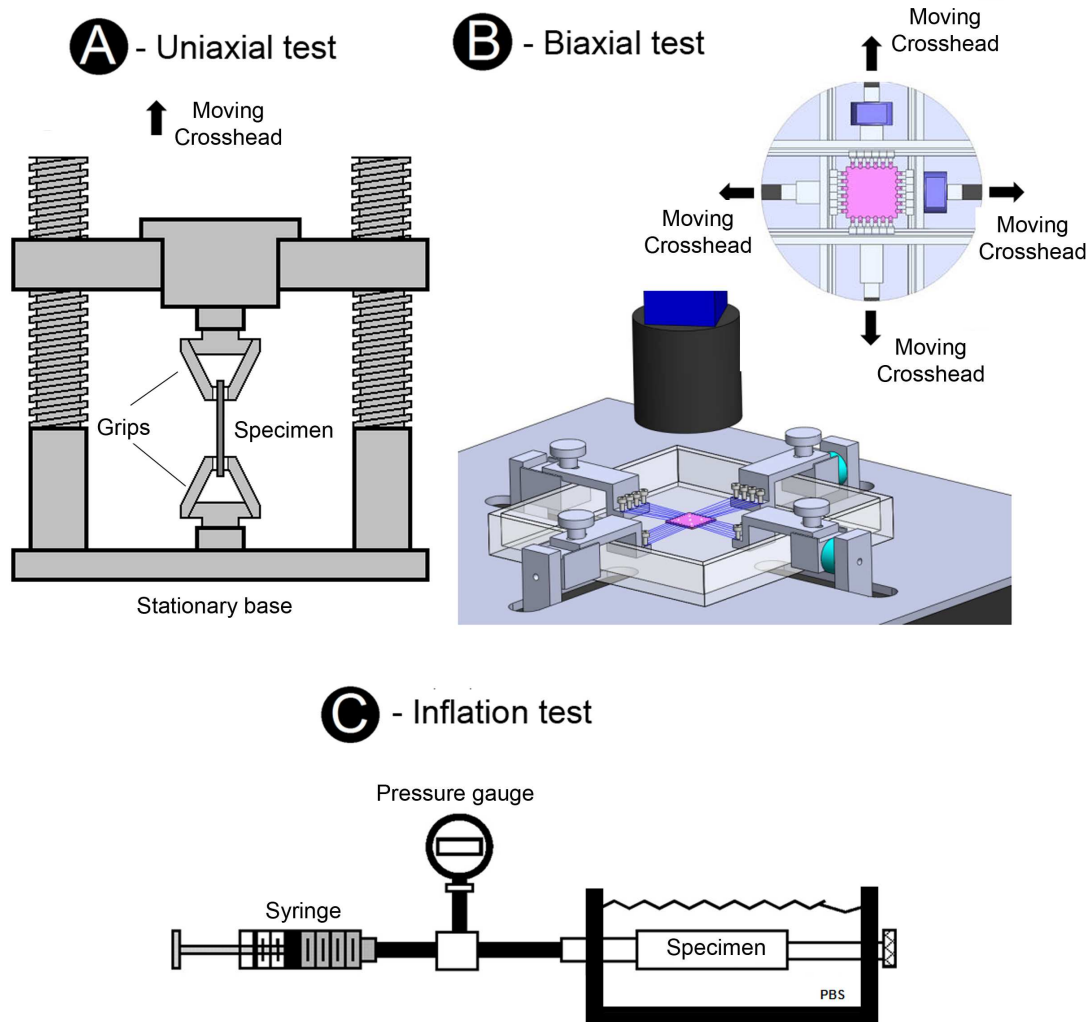 A - Uniaxial test
Moving
Crosshead
Grips
Specimen
Stationary base
B - Biaxial test
Moving
Crosshead
Moving
Crosshead
Moving
Crosshead
Moving
Crosshead
C - Inflation test
Pressure gauge
Syringe
Specimen
PBS